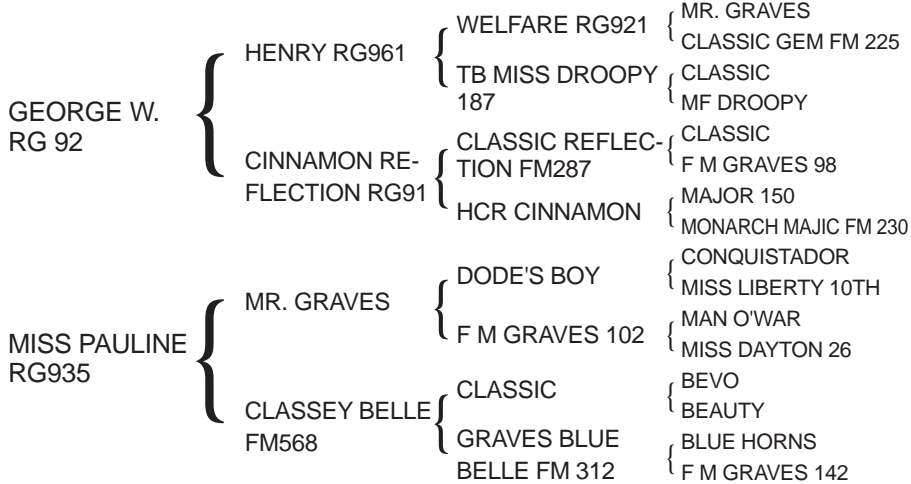 GEORGE W.
RG 92
HENRY RG961
CINNAMON RE-
FLECTION RG91
WELFARE RG921
TB MISS DROOPY
187
CLASSIC REFLEC-
TION FM287
HCR CINNAMON
MR. GRAVES
CLASSIC GEM FM 225
CLASSIC
MF DROOPY
CLASSIC
F M GRAVES 98
MAJOR 150
MONARCH MAJIC FM 230
MISS PAULINE
RG935
MR. GRAVES
CLASSEY BELLE
FM568
DODE'S BOY
F M GRAVES 102
CLASSIC
GRAVES BLUE
BELLE FM 312
CONQUISTADOR
MISS LIBERTY 10TH
MAN O'WAR
MISS DAYTON 26
BEVO
BEAUTY
BLUE HORNS
F M GRAVES 142